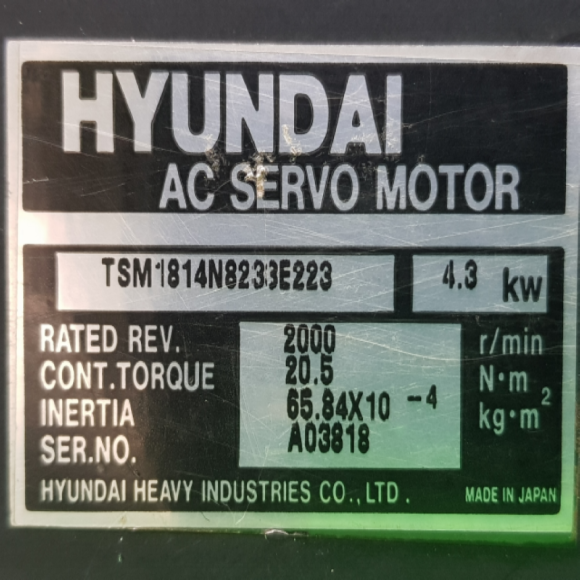 HYUNDAI
AC SERVO MOTOR
TSM1814N8233E223 4.3 kw
RATED REV. 2000 r/min
CONT.TORQUE 20.5 N·m
INERTIA 65.84X10 -4 kg·m²
SER.NO. A03818
HYUNDAI HEAVY INDUSTRIES CO.,LTD. MADE IN JAPAN